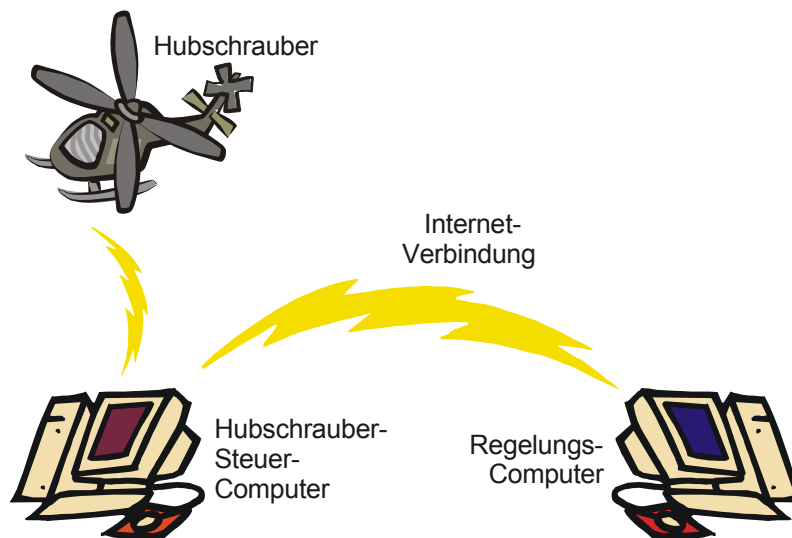 Hubschrauber
Internet-
Verbindung
Hubschrauber-
Steuer-
Computer
Regelungs-
Computer